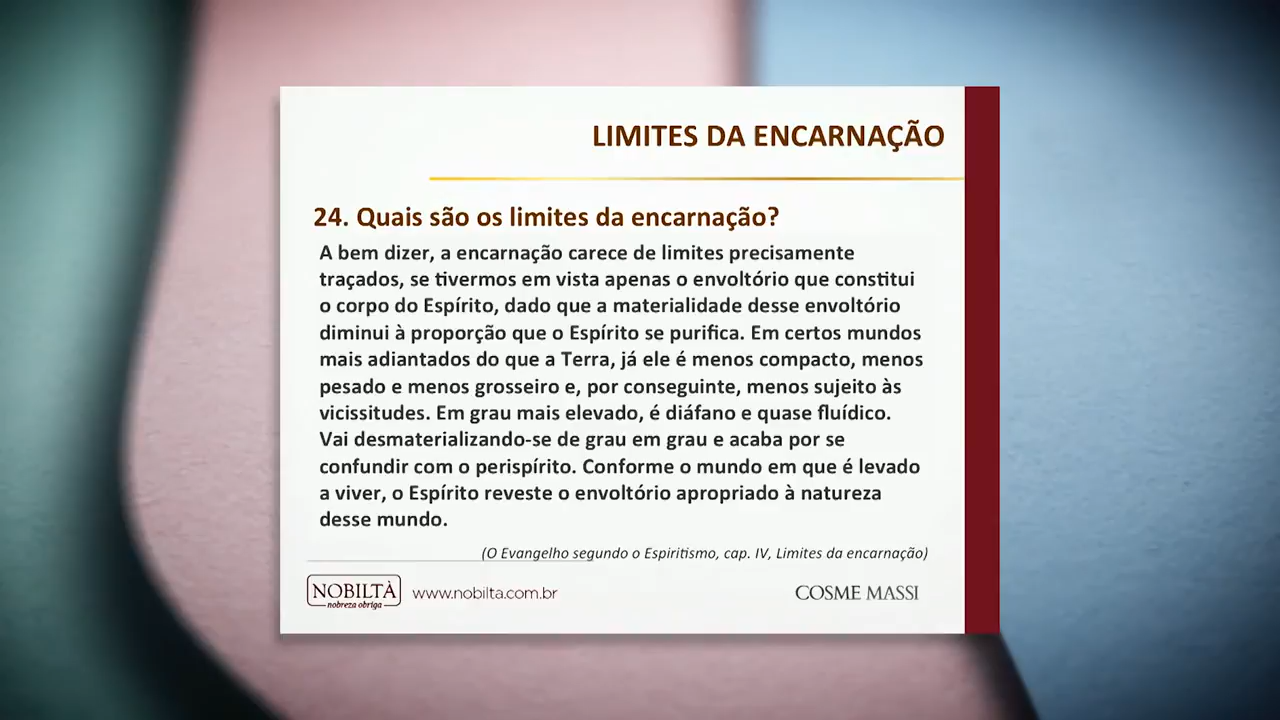 LIMITES DA ENCARNAÇÃO
24. Quais são os limites da encarnação?
A bem dizer, a encarnação carece de limites precisamente
traçados, se tivermos em vista apenas o envoltório que constitui
o corpo do Espírito, dado que a materialidade desse envoltório
diminui à proporção que o Espírito se purifica. Em certos mundos
mais adiantados do que a Terra, já ele é menos compacto, menos
pesado e menos grosseiro e, por conseguinte, menos sujeito às
vicissitudes. Em grau mais elevado, é diáfano e quase fluídico.
Vai desmaterializando-se de grau em grau e acaba por se
confundir com o perispírito. Conforme o mundo em que é levado
a viver, o Espírito reveste o envoltório apropriado à natureza
desse mundo.
(O Evangelho segundo o Espiritismo, cap. IV, Limites da encarnação)
NOBILTÀ www.nobilta.com.br COSME MASSI
nobreza obriga